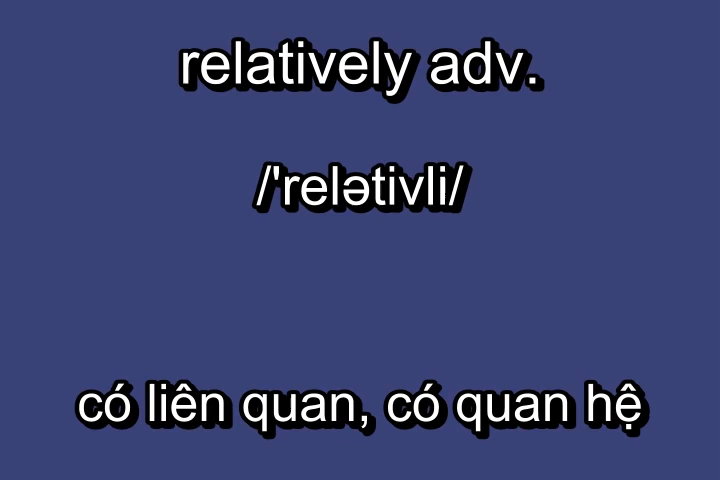 relatively adv.
/'relətivli/
có liên quan, có quan hệ